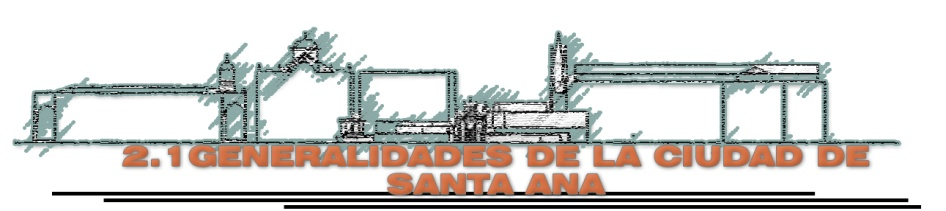 2.1GENERALIDADES DE LA CIUDAD DE
SANTA ANA